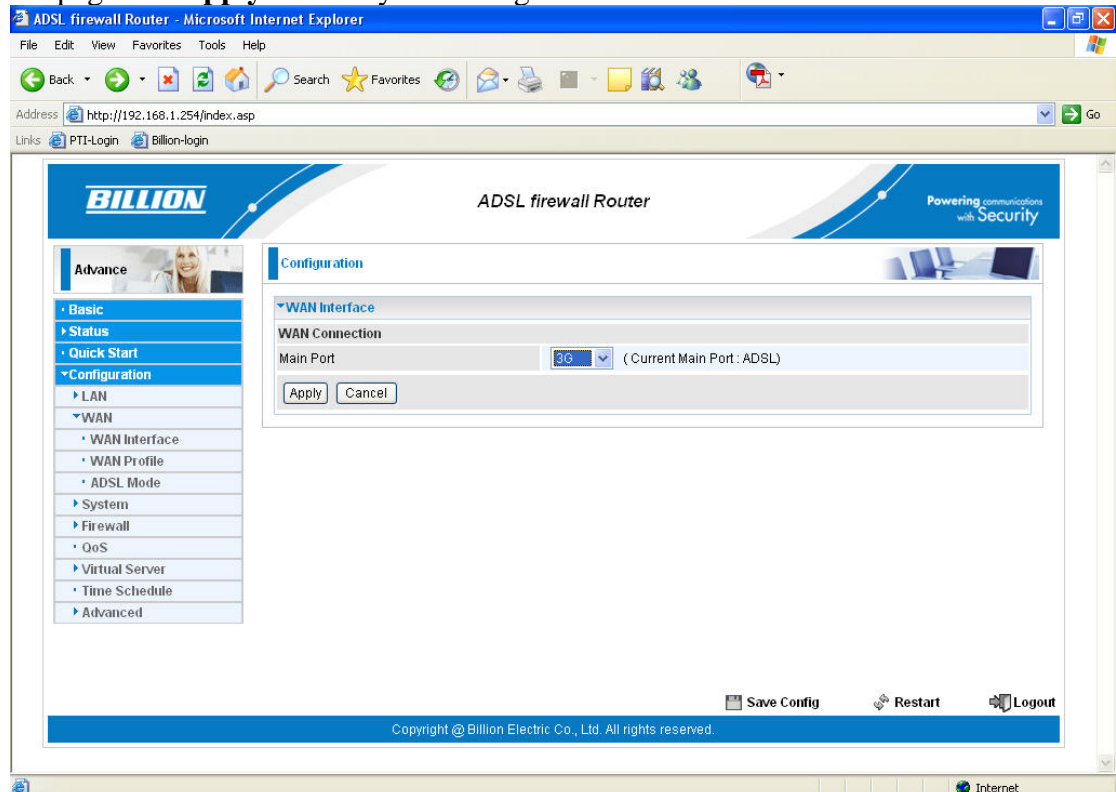 ADSL firewall Router - Microsoft Internet Explorer
File Edit View Favorites Tools Help
Back Search Favorites
Address http://192.168.1.254/index.asp Go
Links PTI-Login Billion-login
BILLION ADSL firewall Router Powering communications
with Security
Advance
Configuration
Basic
Status
Quick Start
Configuration
LAN
WAN
WAN Interface
WAN Profile
ADSL Mode
System
Firewall
QoS
Virtual Server
Time Schedule
Advanced
WAN Interface
WAN Connection
Main Port 3G ( Current Main Port : ADSL)
Apply Cancel
Save Config Restart Logout
Copyright @ Billion Electric Co., Ltd. All rights reserved.
Internet